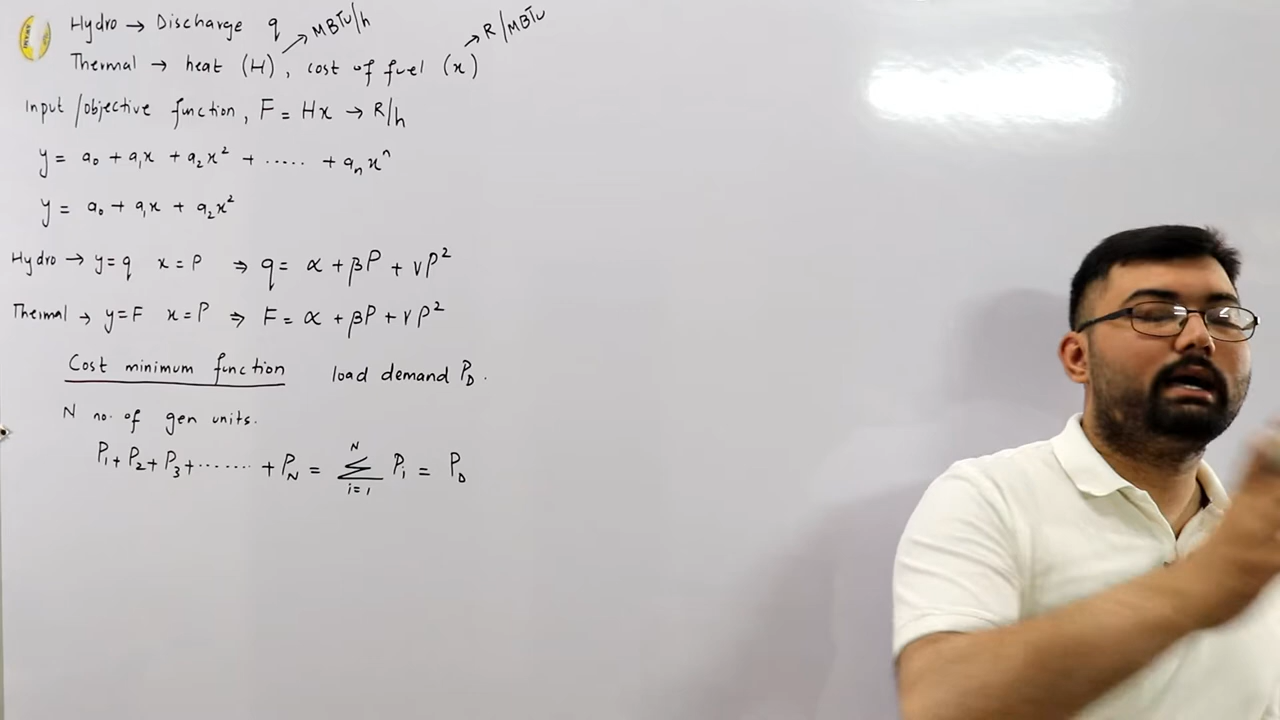 Hydro → Discharge q
Thermal → heat (H) → MBTU/h , cost of fuel (x) → R/MBTU
Input/objective function, F = Hx → R/h
y = a₀ + a₁x + a₂x² + ..... + aₙxⁿ
y = a₀ + a₁x + a₂x²
Hydro → y=q x=P ⇒ q = α + βP + γP²
Thermal → y=F x=P ⇒ F = α + βP + γP²
Cost minimum function load demand P_D.
N no. of gen units.
P₁ + P₂ + P₃ + ....... + P_N = Σ_{i=1}^{N} P_i = P_D